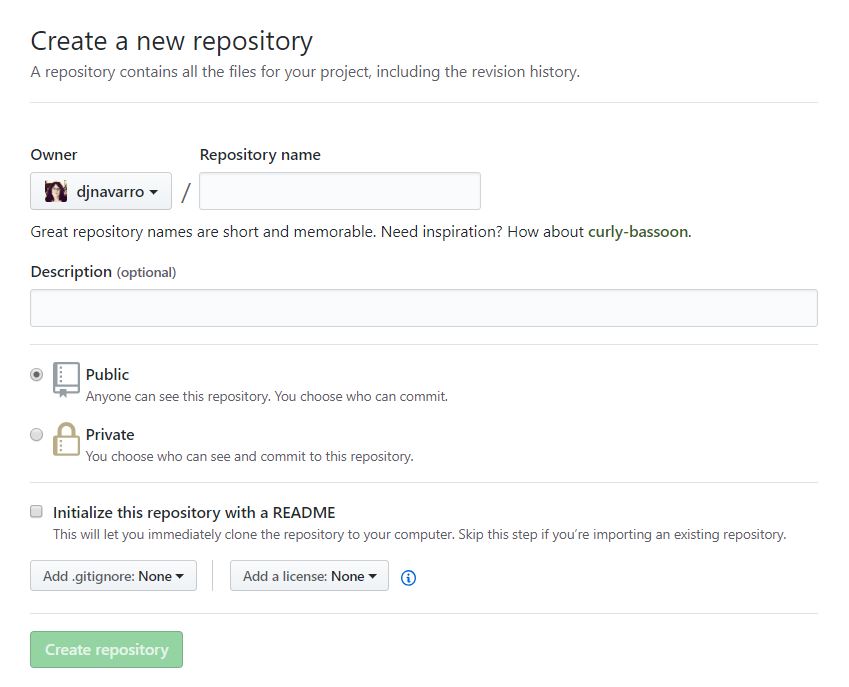 Create a new repository
A repository contains all the files for your project, including the revision history.
Owner
Repository name
djnavarro
/
Great repository names are short and memorable. Need inspiration? How about curly-bassoon.
Description (optional)
Public
Anyone can see this repository. You choose who can commit.
Private
You choose who can see and commit to this repository.
Initialize this repository with a README
This will let you immediately clone the repository to your computer. Skip this step if you’re importing an existing repository.
Add .gitignore: None
Add a license: None
Create repository